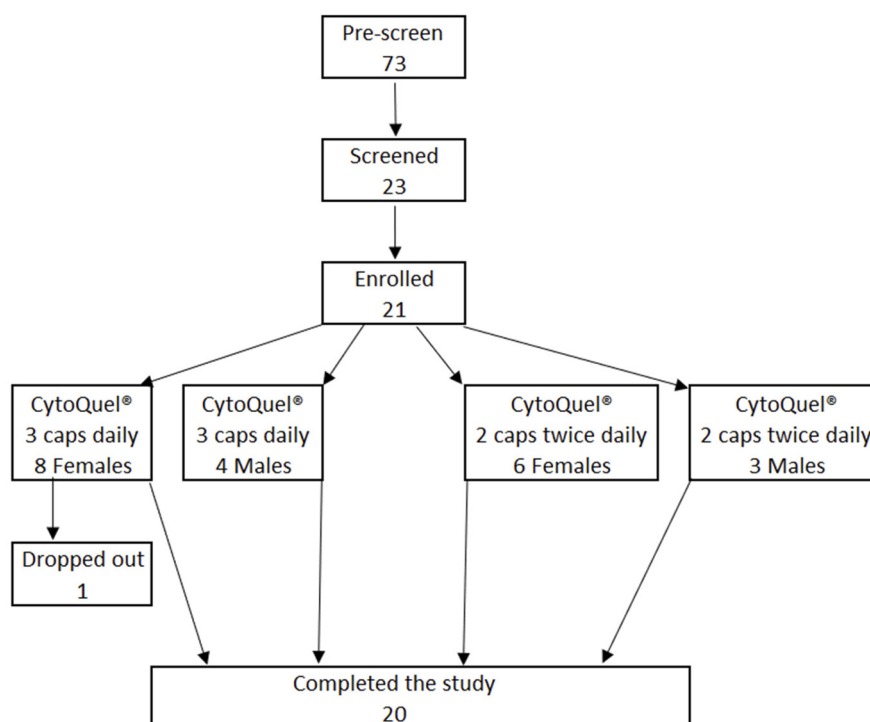 Pre-screen
73
Screened
23
Enrolled
21
CytoQuel®
3 caps daily
8 Females
CytoQuel®
3 caps daily
4 Males
CytoQuel®
2 caps twice daily
6 Females
CytoQuel®
2 caps twice daily
3 Males
Dropped out
1
Completed the study
20